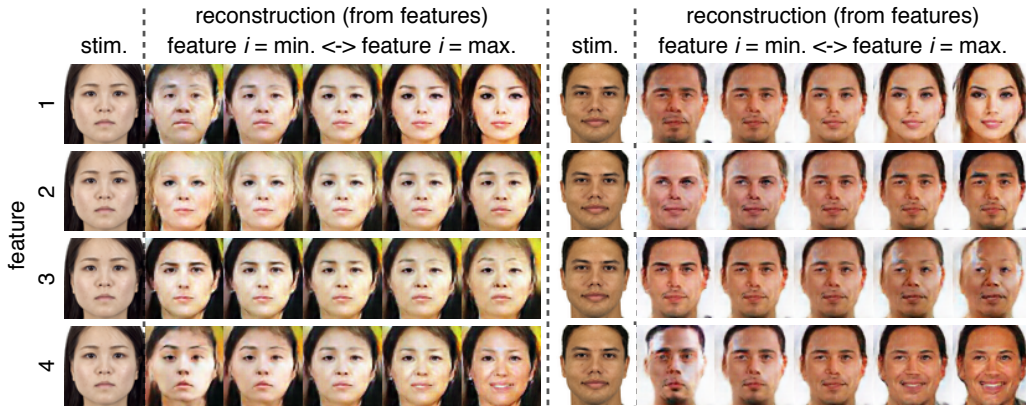 reconstruction (from features)
stim.
feature i = min. <-> feature i = max.
reconstruction (from features)
stim.
feature i = min. <-> feature i = max.
feature
1
2
3
4